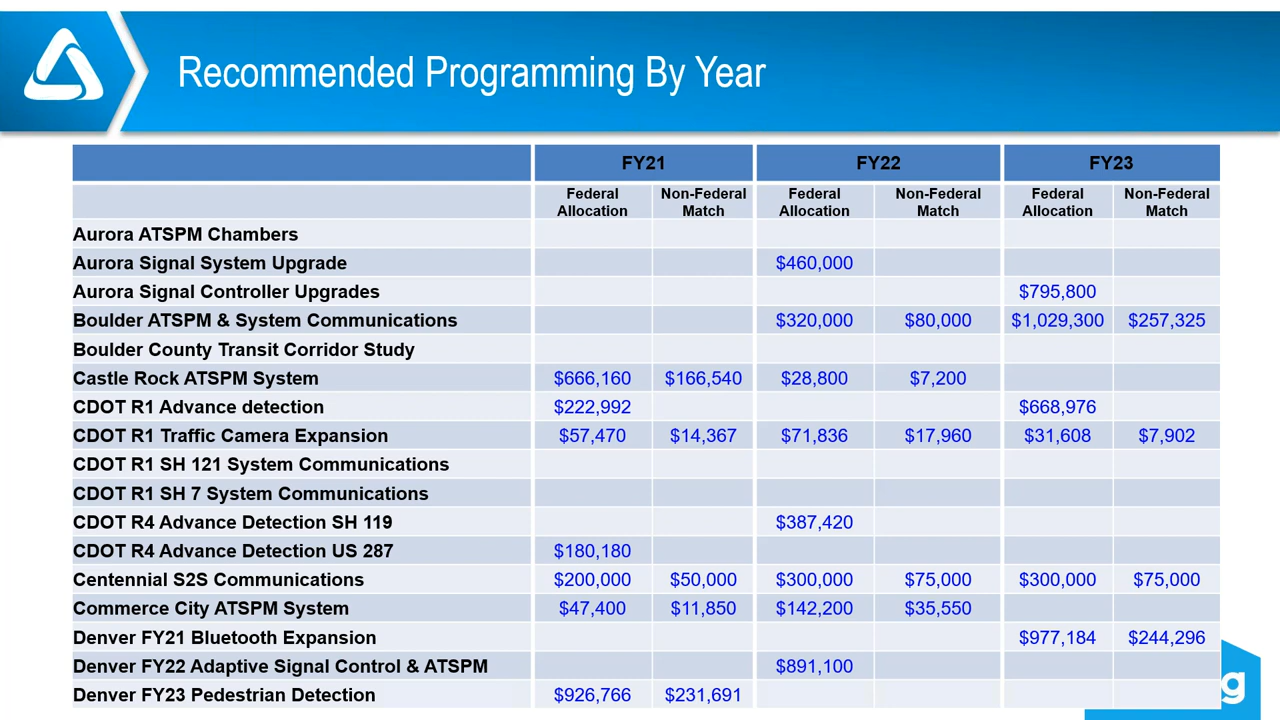 Recommended Programming By Year
FY21 FY22 FY23
Federal Allocation Non-Federal Match Federal Allocation Non-Federal Match Federal Allocation Non-Federal Match
Aurora ATSPM Chambers
Aurora Signal System Upgrade $460,000
Aurora Signal Controller Upgrades $795,800
Boulder ATSPM & System Communications $320,000 $80,000 $1,029,300 $257,325
Boulder County Transit Corridor Study
Castle Rock ATSPM System $666,160 $166,540 $28,800 $7,200
CDOT R1 Advance detection $222,992 $668,976
CDOT R1 Traffic Camera Expansion $57,470 $14,367 $71,836 $17,960 $31,608 $7,902
CDOT R1 SH 121 System Communications
CDOT R1 SH 7 System Communications
CDOT R4 Advance Detection SH 119 $387,420
CDOT R4 Advance Detection US 287 $180,180
Centennial S2S Communications $200,000 $50,000 $300,000 $75,000 $300,000 $75,000
Commerce City ATSPM System $47,400 $11,850 $142,200 $35,550
Denver FY21 Bluetooth Expansion $977,184 $244,296
Denver FY22 Adaptive Signal Control & ATSPM $891,100
Denver FY23 Pedestrian Detection $926,766 $231,691